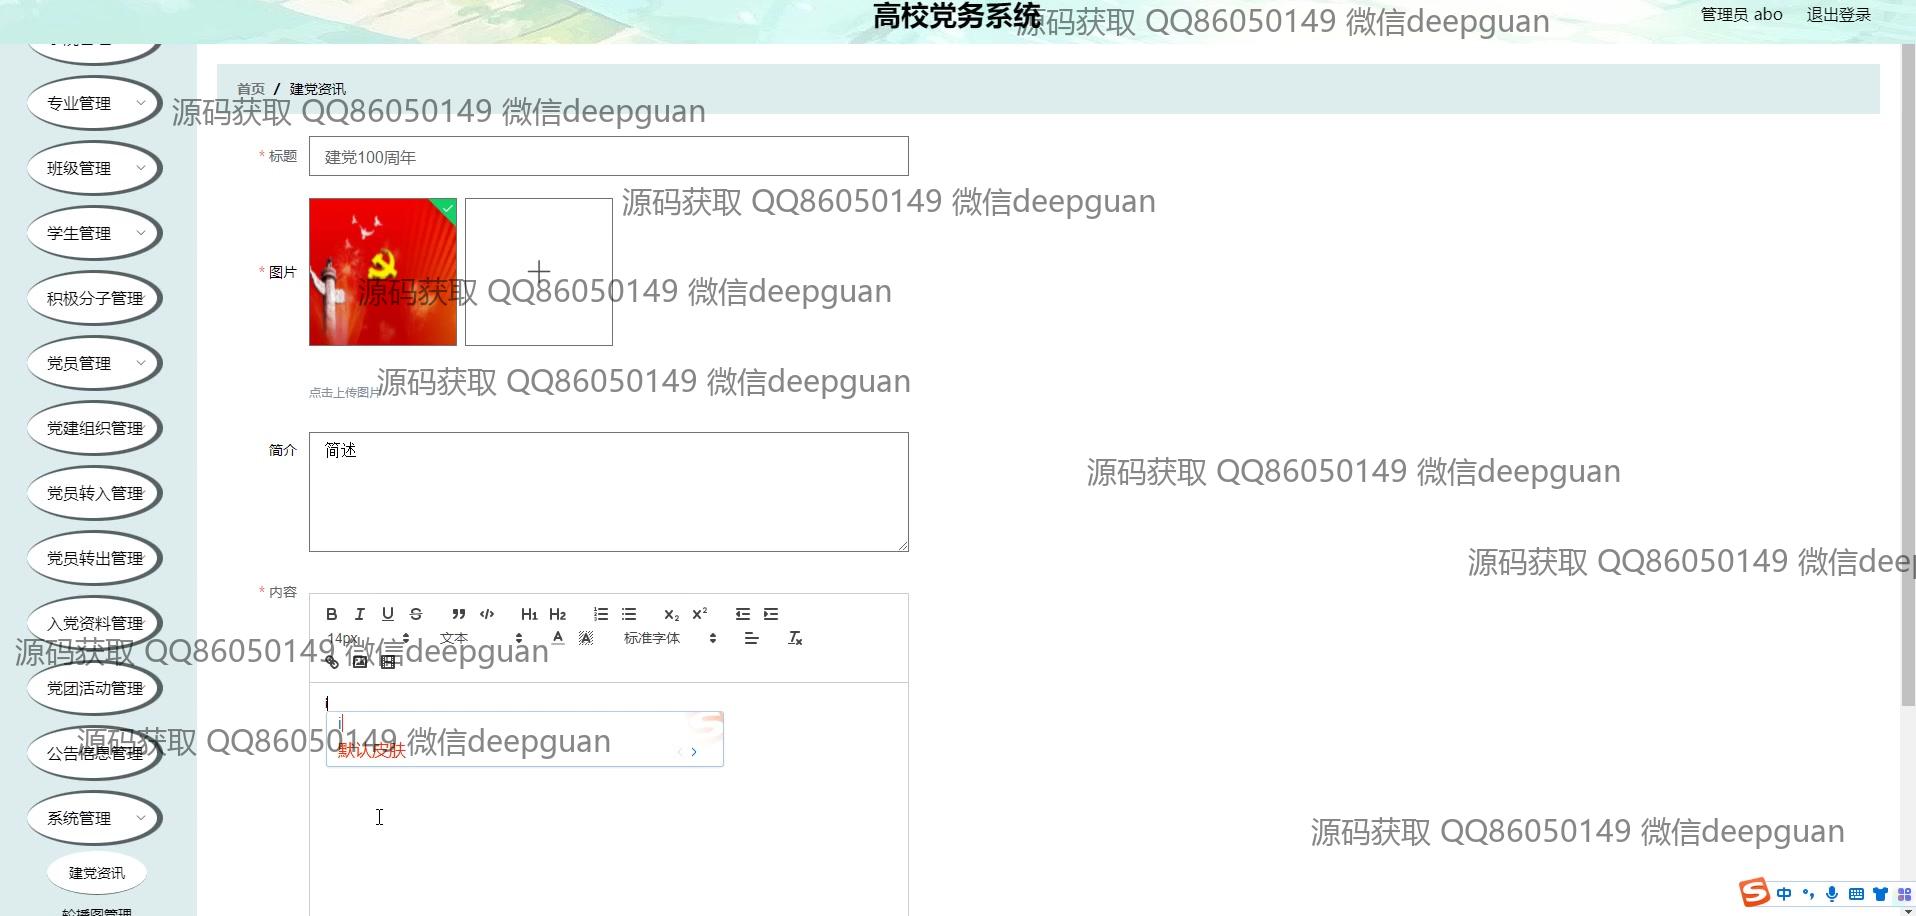 高校党务系统
管理员 abo
退出登录
源码获取 QQ86050149 微信deepguan
首页 / 建党资讯
专业管理
源码获取 QQ86050149 微信deepguan
* 标题
建党100周年
班级管理
源码获取 QQ86050149 微信deepguan
学生管理
* 图片
积极分子管理
源码获取 QQ86050149 微信deepguan
党员管理
点击上传图片
源码获取 QQ86050149 微信deepguan
党建组织管理
简介
简述
源码获取 QQ86050149 微信deepguan
党员转入管理
党员转出管理
源码获取 QQ86050149 微信deep
* 内容
B I U S ” </> H1 H2 X₂ X²
入党资料管理
14px
文本
A A
标准字体
Tx
源码获取 QQ86050149 微信deepguan
党团活动管理
i
i
默认皮肤
源码获取 QQ86050149 微信deepguan
公告信息管理
系统管理
源码获取 QQ86050149 微信deepguan
建党资讯
S 中
轮播图管理